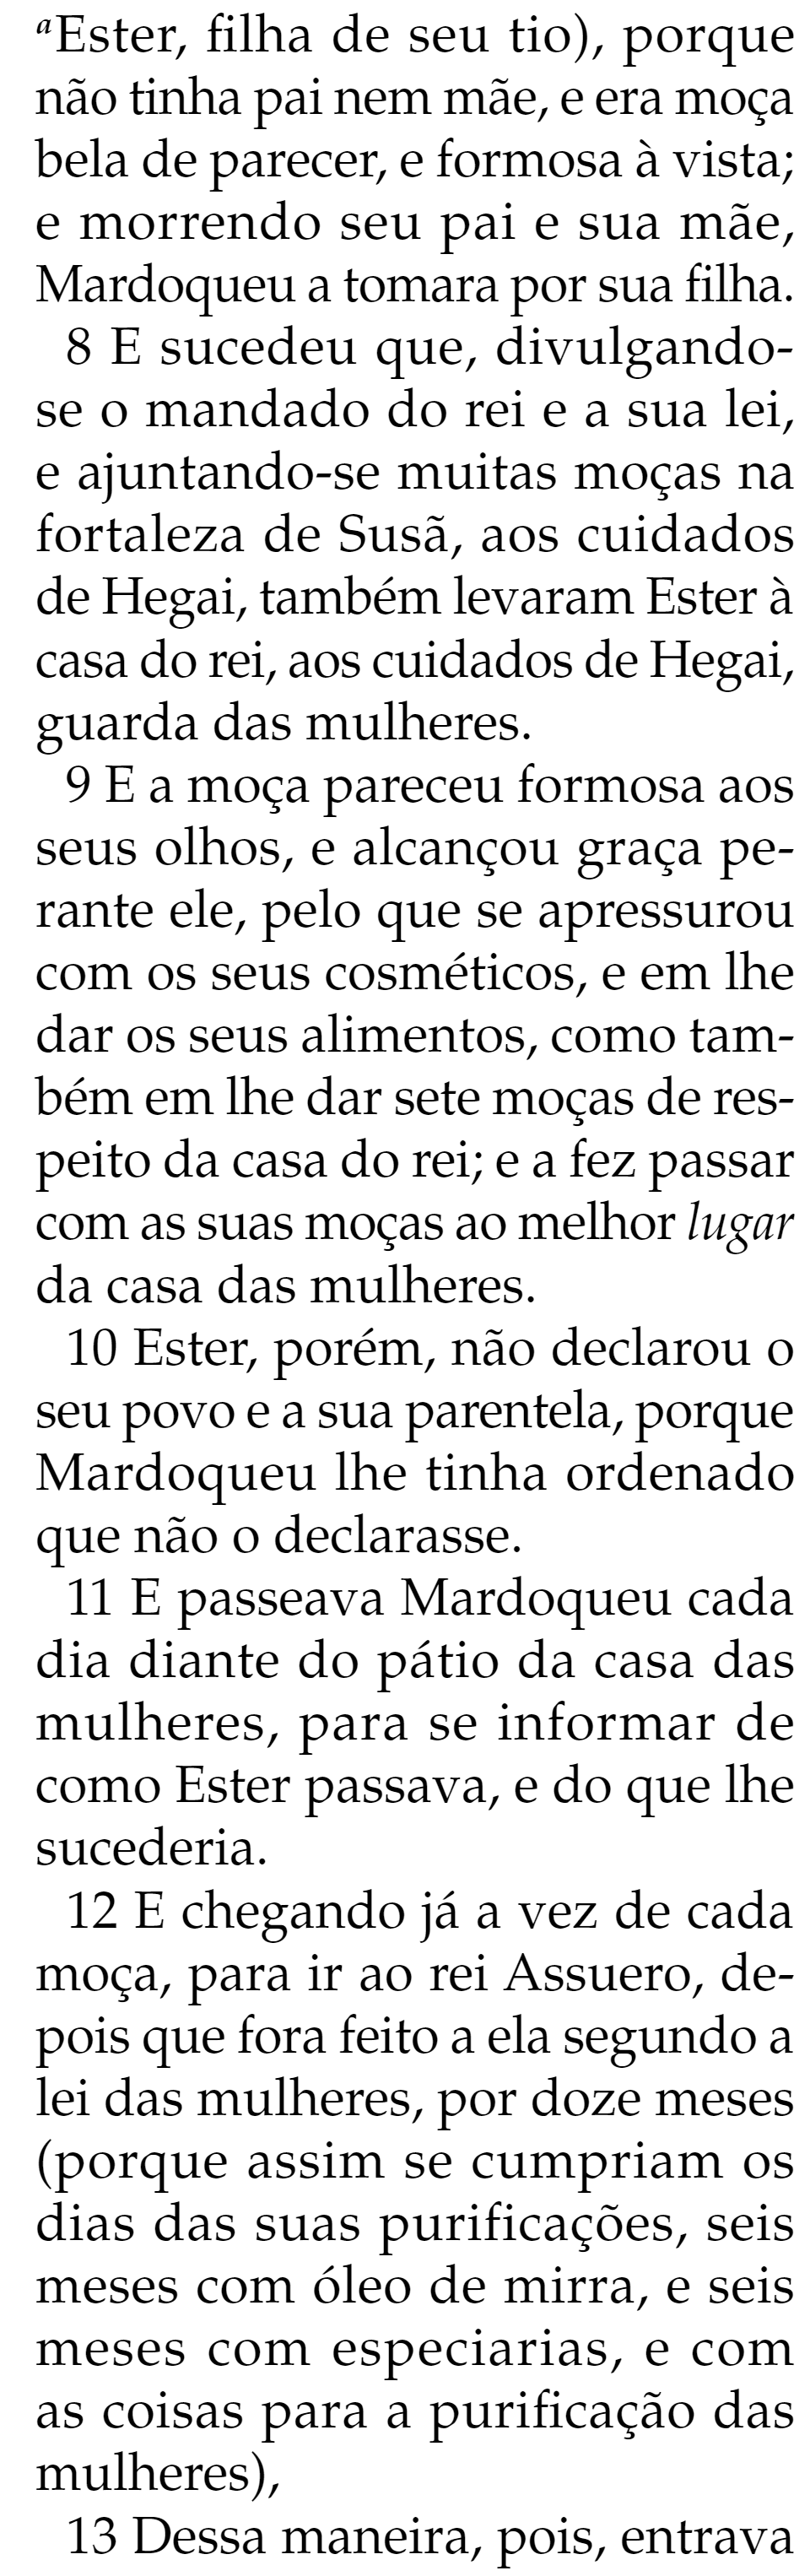 aEster, filha de seu tio), porque
não tinha pai nem mãe, e era moça
bela de parecer, e formosa à vista;
e morrendo seu pai e sua mãe,
Mardoqueu a tomara por sua filha.
8 E sucedeu que, divulgando-
se o mandado do rei e a sua lei,
e ajuntando-se muitas moças na
fortaleza de Susã, aos cuidados
de Hegai, também levaram Ester à
casa do rei, aos cuidados de Hegai,
guarda das mulheres.
9 E a moça pareceu formosa aos
seus olhos, e alcançou graça pe-
rante ele, pelo que se apressurou
com os seus cosméticos, e em lhe
dar os seus alimentos, como tam-
bém em lhe dar sete moças de res-
peito da casa do rei; e a fez passar
com as suas moças ao melhor lugar
da casa das mulheres.
10 Ester, porém, não declarou o
seu povo e a sua parentela, porque
Mardoqueu lhe tinha ordenado
que não o declarasse.
11 E passeava Mardoqueu cada
dia diante do pátio da casa das
mulheres, para se informar de
como Ester passava, e do que lhe
sucederia.
12 E chegando já a vez de cada
moça, para ir ao rei Assuero, de-
pois que fora feito a ela segundo a
lei das mulheres, por doze meses
(porque assim se cumpriam os
dias das suas purificações, seis
meses com óleo de mirra, e seis
meses com especiarias, e com
as coisas para a purificação das
mulheres),
13 Dessa maneira, pois, entrava